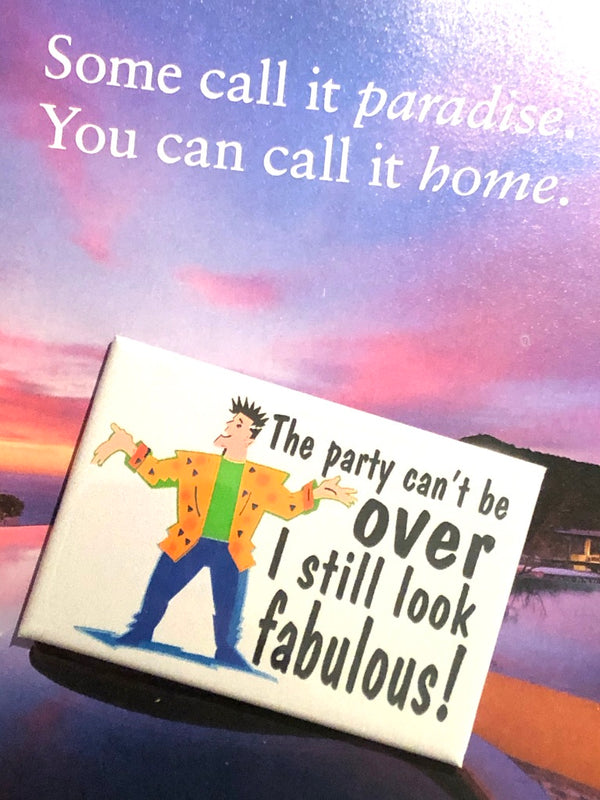 Some call it paradise.
You can call it home.
The party can't be
over
I still look
fabulous!